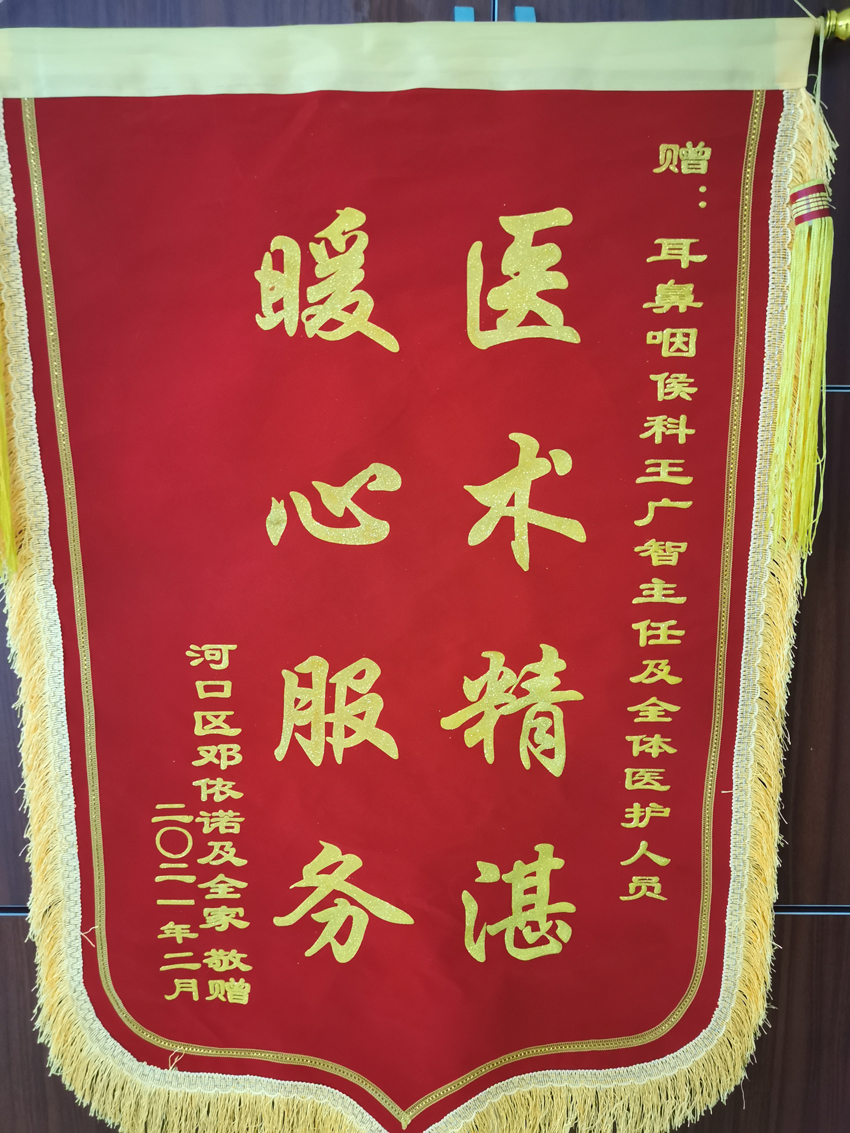 赠：耳鼻咽侯科王广智主任及全体医护人员
医术精湛
暖心服务
河口区邓依诺及全家 敬赠
二〇二一年二月